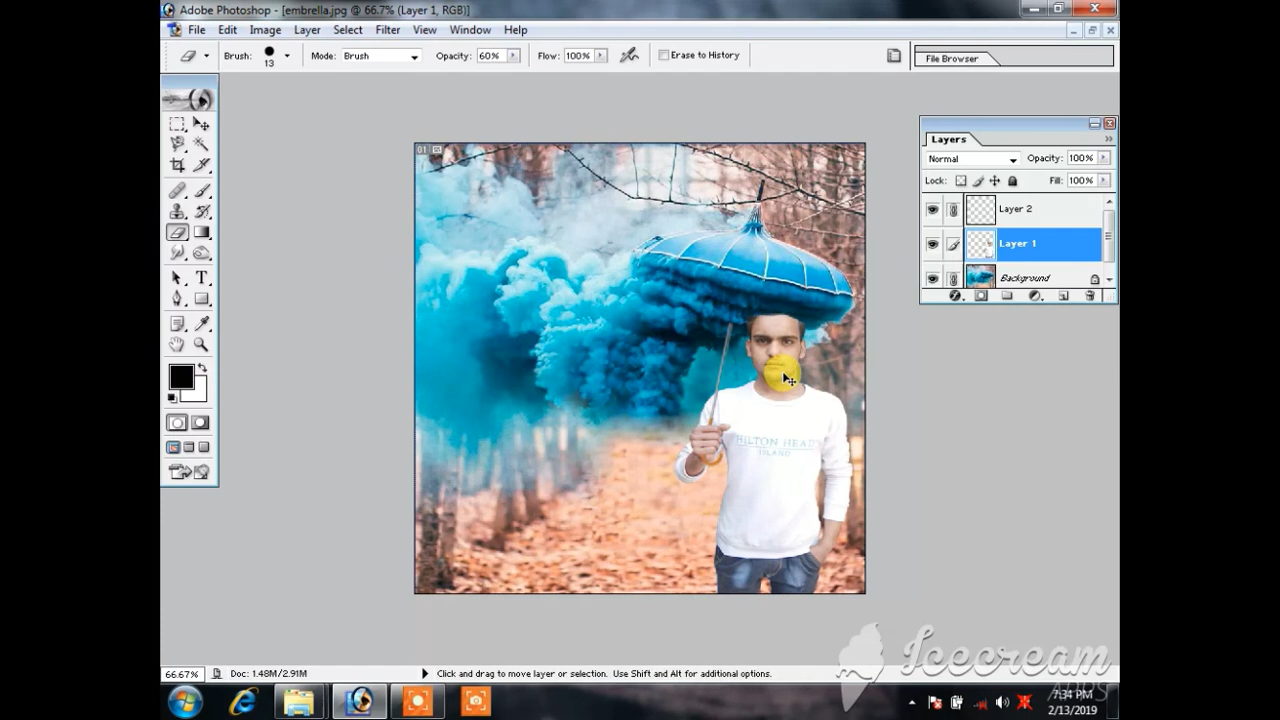 Adobe Photoshop - [embrella.jpg @ 66.7% (Layer 1, RGB)]
File Edit Image Layer Select Filter View Window Help
Brush: 13 Mode: Brush Opacity: 60% Flow: 100% Erase to History File Browser
Layers
Normal Opacity: 100%
Lock: Fill: 100%
Layer 2
Layer 1
Background
01
HILTON HEAD
ISLAND
66.67% Doc: 1.48M/2.91M Click and drag to move layer or selection. Use Shift and Alt for additional options.
Icecream
APPS
7:34 PM
2/13/2019